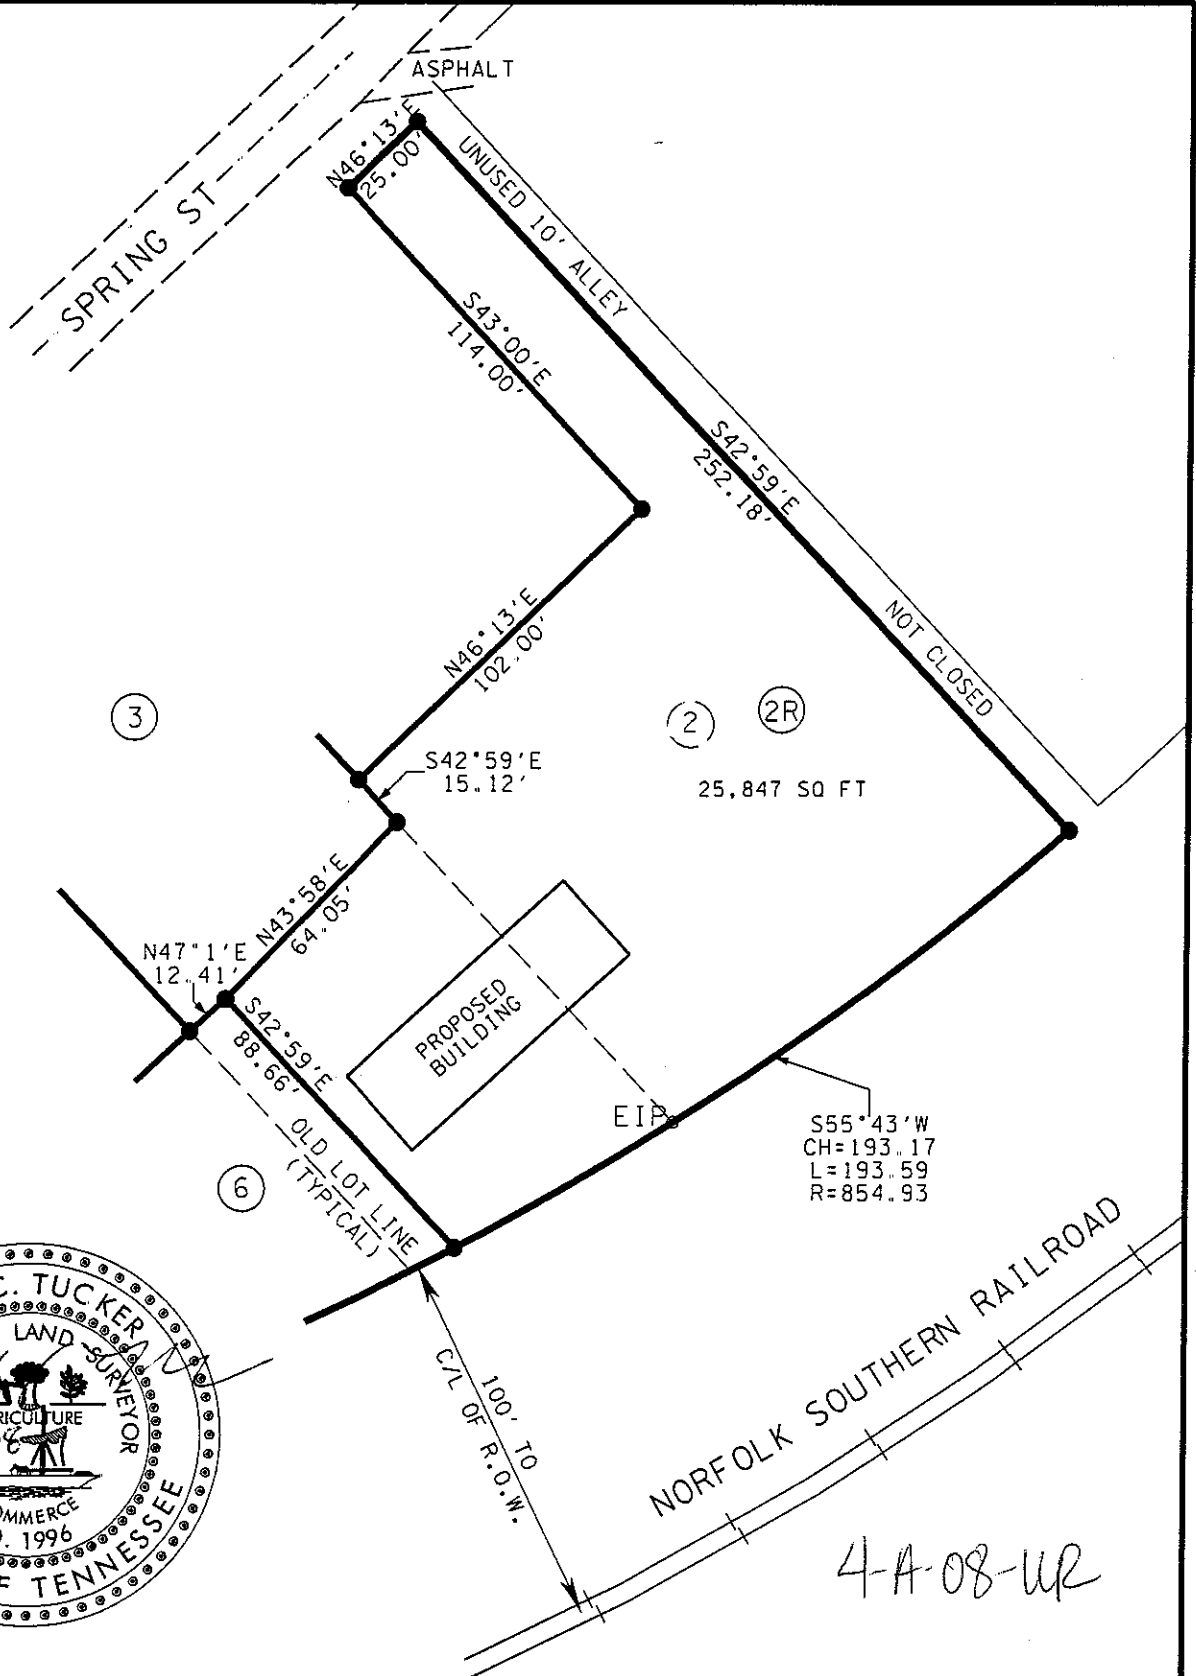 ASPHALT
SPRING ST
N46°13'E
25.00'
UNUSED 10' ALLEY
NOT CLOSED
S43°00'E
114.00'
S42°59'E
252.18'
N46°13'E
102.00'
3
2
2R
S42°59'E
15.12'
25,847 SQ FT
N43°58'E
64.05'
N47°1'E
12.41'
S42°59'E
88.66'
PROPOSED
BUILDING
EIP
OLD LOT LINE
(TYPICAL)
6
S55°43'W
CH=193.17
L=193.59
R=854.93
100' TO
C/L OF R.O.W.
NORFOLK SOUTHERN RAILROAD
C. TUCKER
LAND SURVEYOR
RICULTURE
MMERCE
. 1996
F TENNESSEE
4-A-08-UR